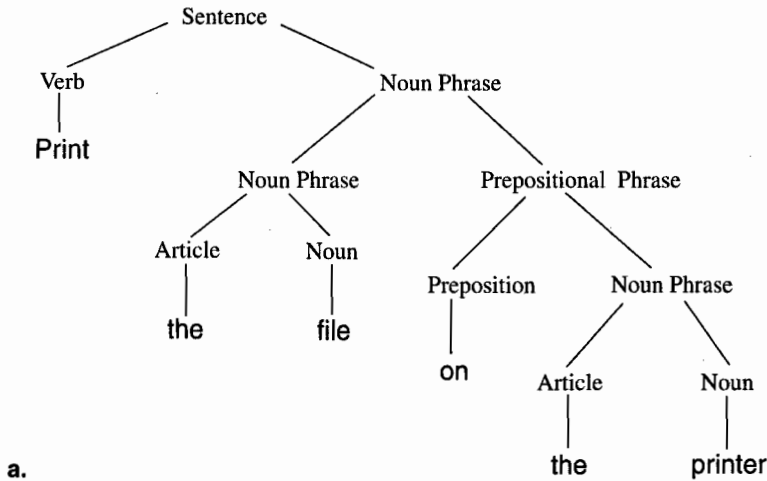 Sentence
Verb
Noun Phrase
Print
Noun Phrase
Prepositional Phrase
Article
Noun
Preposition
Noun Phrase
the
file
on
Article
Noun
a.
the
printer